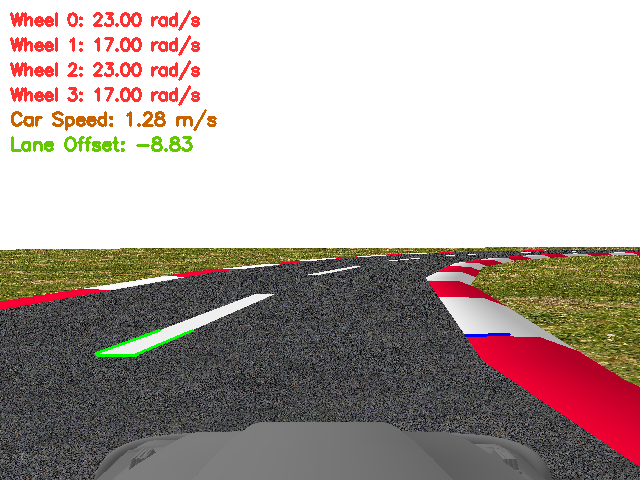 Wheel 0: 23.00 rad/s
Wheel 1: 17.00 rad/s
Wheel 2: 23.00 rad/s
Wheel 3: 17.00 rad/s
Car Speed: 1.28 m/s
Lane Offset: -8.83